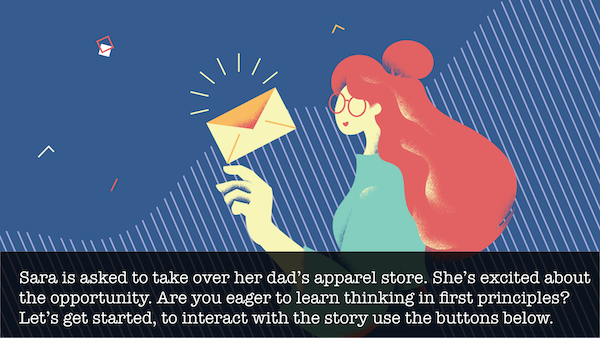 Sara is asked to take over her dad's apparel store. She's excited about
the opportunity. Are you eager to learn thinking in first principles?
Let's get started, to interact with the story use the buttons below.